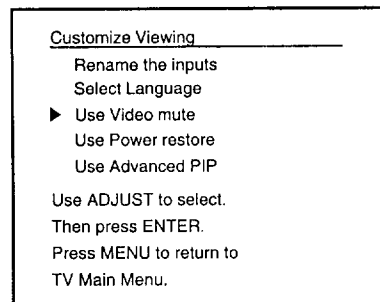 Customize Viewing
Rename the inputs
Select Language
▶ Use Video mute
Use Power restore
Use Advanced PIP
Use ADJUST to select.
Then press ENTER.
Press MENU to return to
TV Main Menu.